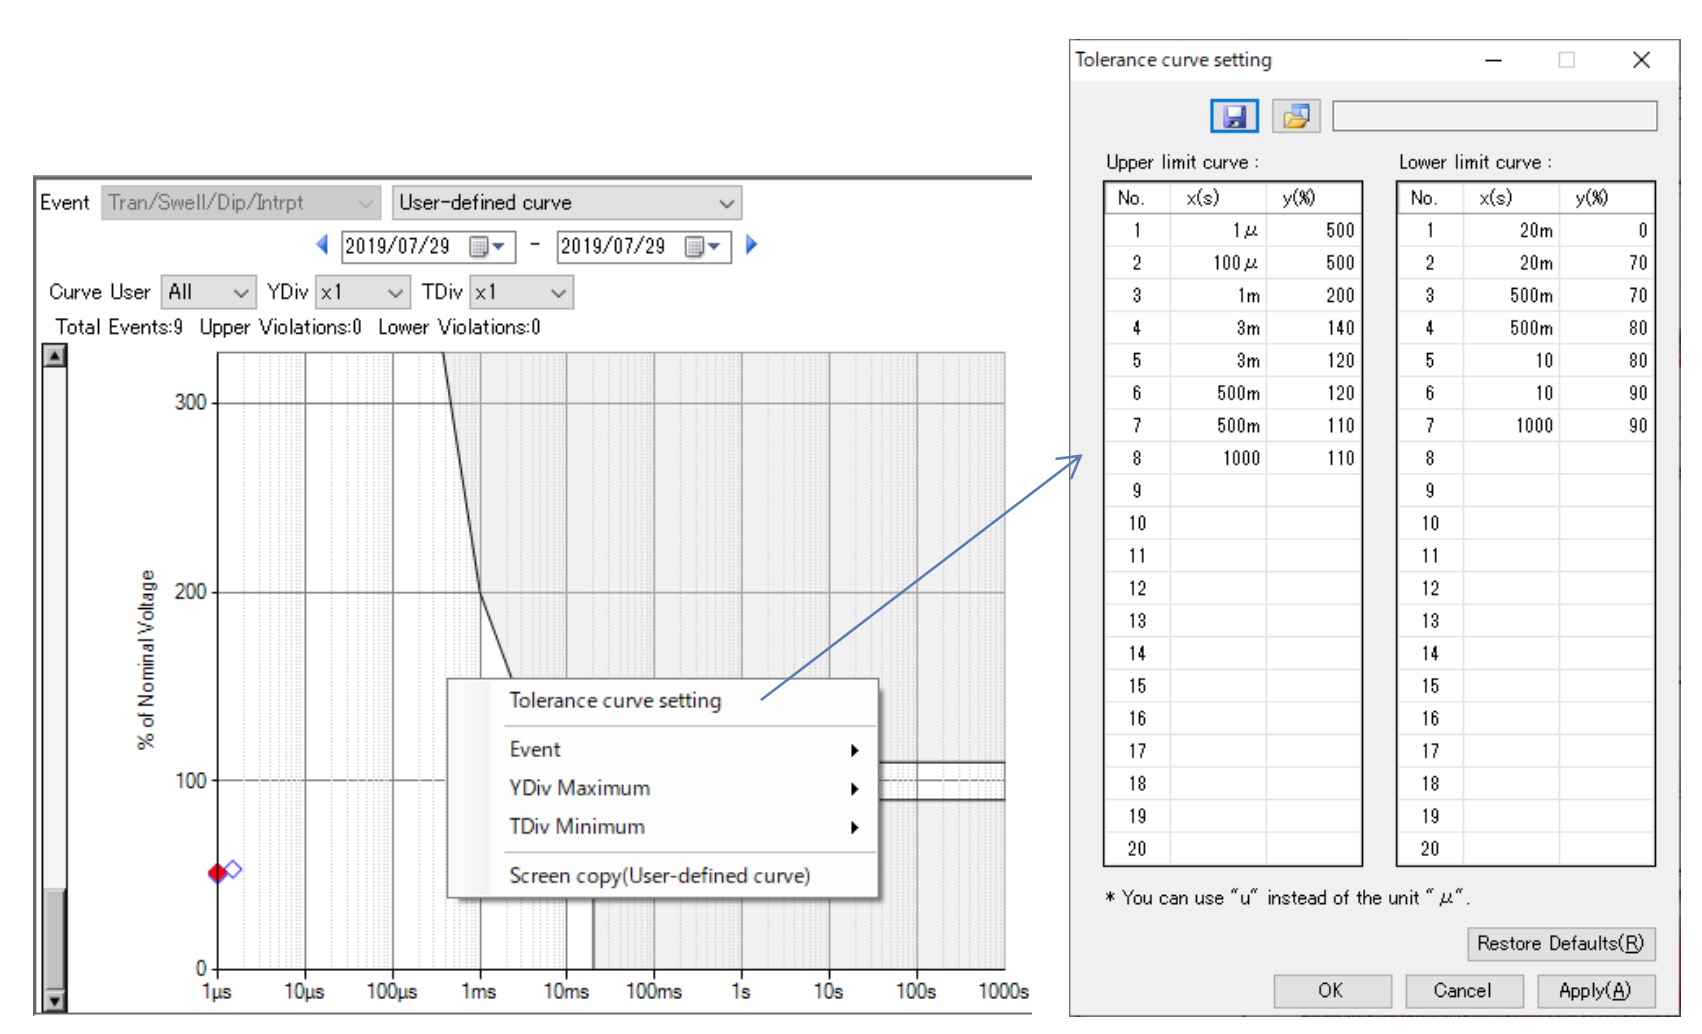 Tolerance curve setting
Upper limit curve :
No. x(s) y(%)
1 1μ 500
2 100μ 500
3 1m 200
4 3m 140
5 3m 120
6 500m 120
7 500m 110
8 1000 110
9
10
11
12
13
14
15
16
17
18
19
20
Lower limit curve :
No. x(s) y(%)
1 20m 0
2 20m 70
3 500m 70
4 500m 80
5 10 80
6 10 90
7 1000 90
8
9
10
11
12
13
14
15
16
17
18
19
20
* You can use "u" instead of the unit "μ".
Restore Defaults(R)
OK Cancel Apply(A)
Event Tran/Swell/Dip/Intrpt User-defined curve
2019/07/29 - 2019/07/29
Curve User All YDiv x1 TDiv x1
Total Events:9 Upper Violations:0 Lower Violations:0
% of Nominal Voltage
300
200
100
0
1μs 10μs 100μs 1ms 10ms 100ms 1s 10s 100s 1000s
Tolerance curve setting
Event
YDiv Maximum
TDiv Minimum
Screen copy(User-defined curve)